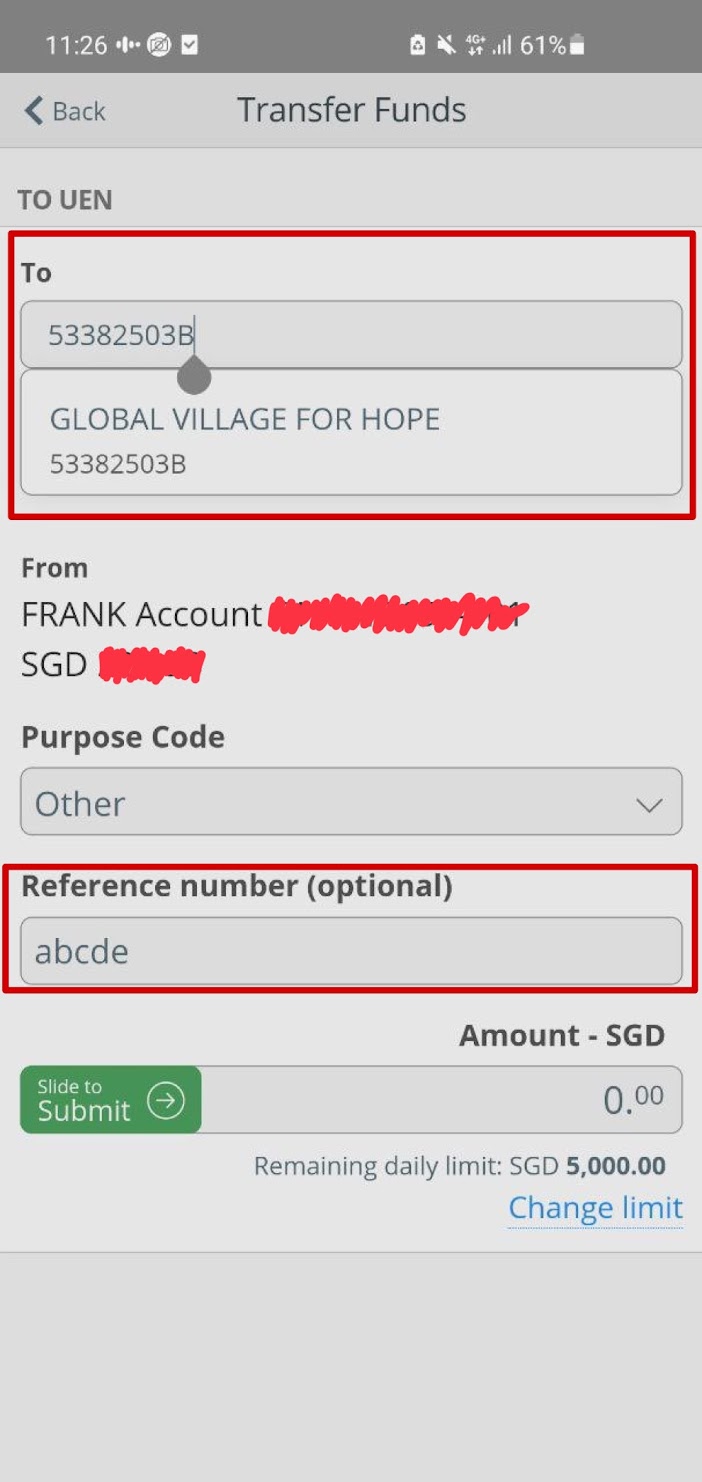 11:26 4G+ 61%
Back Transfer Funds
TO UEN
To
53382503B
GLOBAL VILLAGE FOR HOPE
53382503B
From
FRANK Account
SGD
Purpose Code
Other
Reference number (optional)
abcde
Amount - SGD
Slide to
Submit
0.00
Remaining daily limit: SGD 5,000.00
Change limit